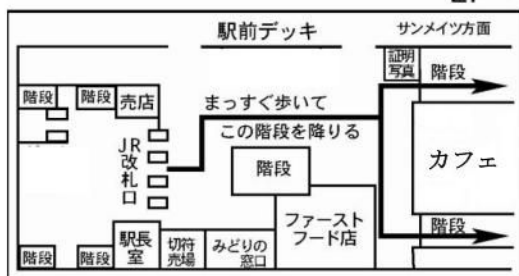 駅前デッキ
サンメイツ方面
証明
写真
階段
階段
階段
売店
まっすぐ歩いて
この階段を降りる
JR
改
札
口
階段
カフェ
ファースト
フード店
階段
駅長
室
切符
売場
みどりの
窓口
階段
階段